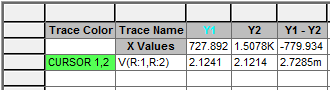 Trace Color Trace Name Y1 Y2 Y1 - Y2
X Values 727.892 1.5078K -779.934
CURSOR 1,2 V(R:1,R:2) 2.1241 2.1214 2.7285m